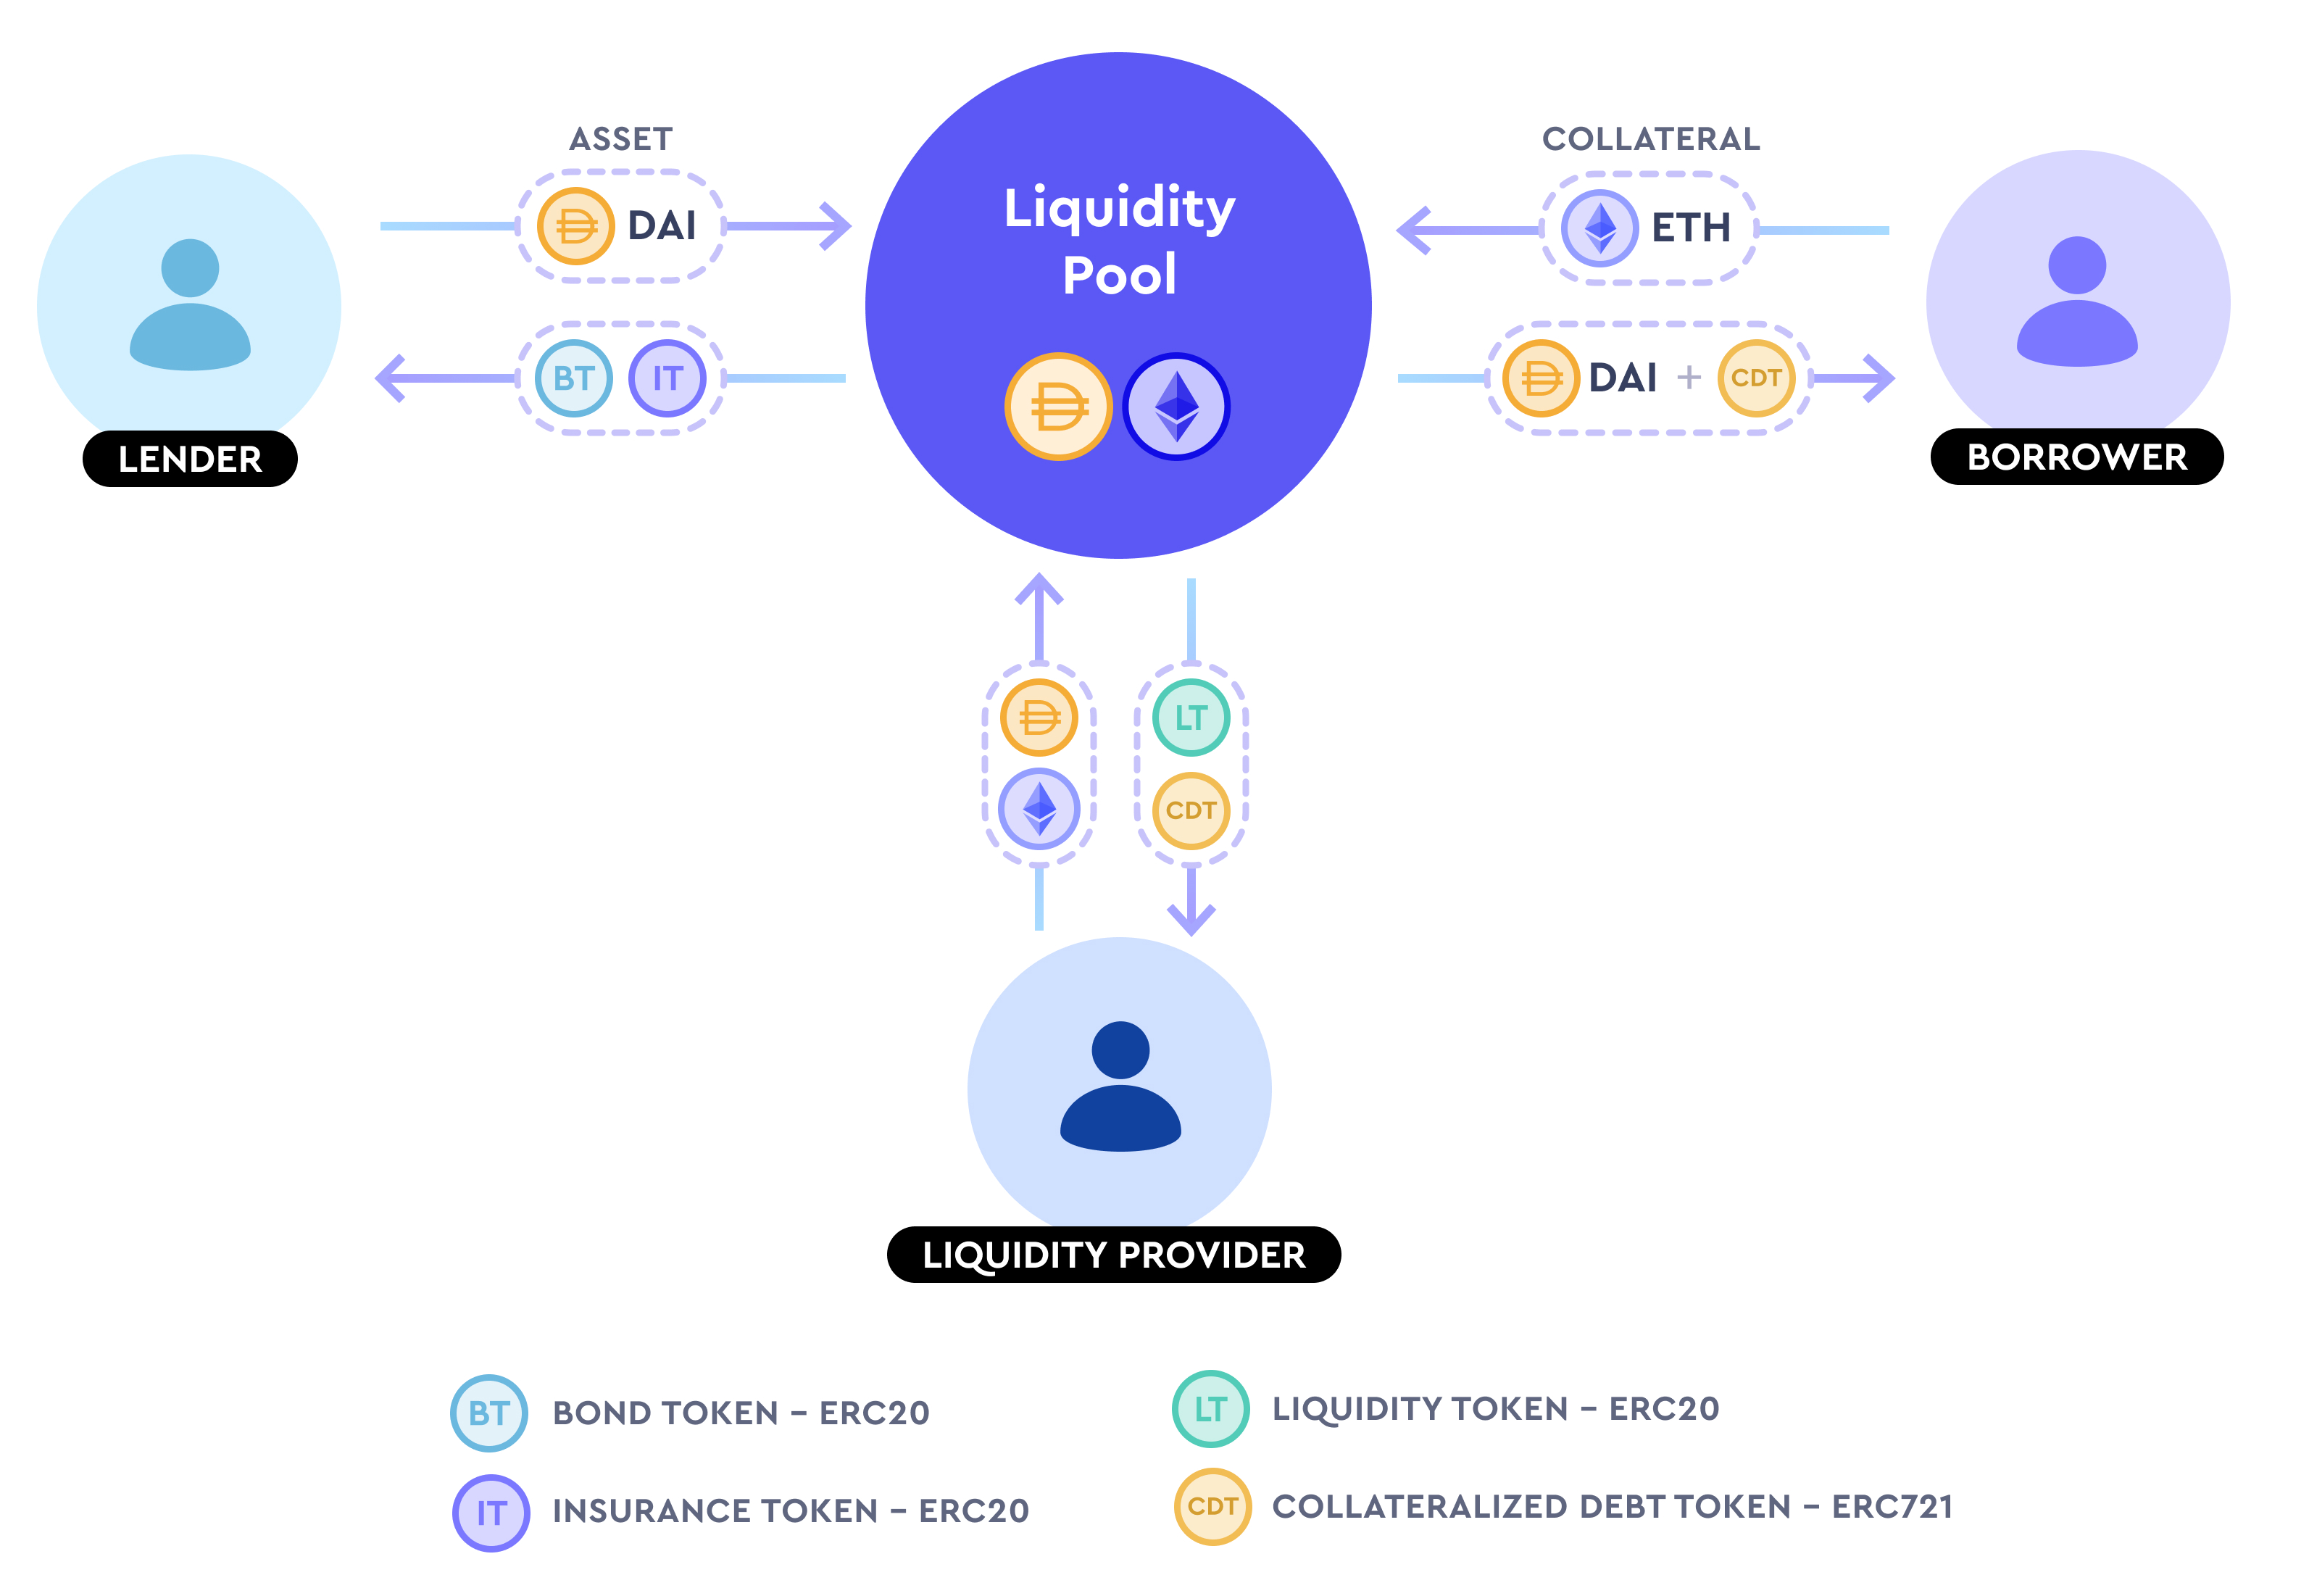 ASSET
COLLATERAL
Liquidity
Pool
DAI
ETH
BT IT
DAI + CDT
LENDER
BORROWER
LT
CDT
LIQUIDITY PROVIDER
BT BOND TOKEN – ERC20
LT LIQUIDITY TOKEN – ERC20
IT INSURANCE TOKEN – ERC20
CDT COLLATERALIZED DEBT TOKEN – ERC721